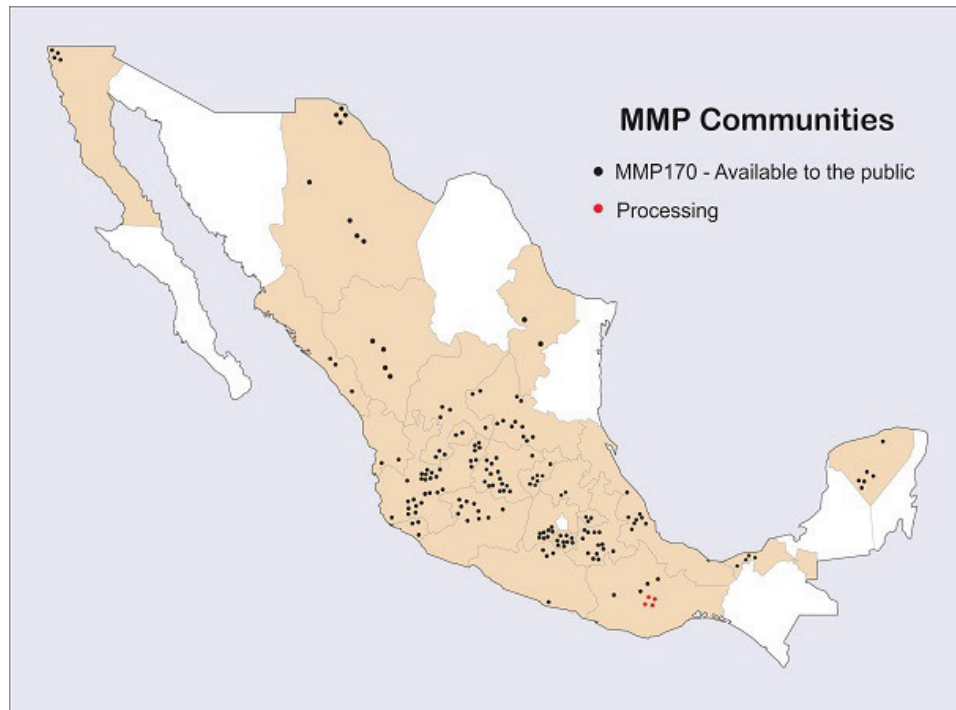 MMP Communities
MMP170 - Available to the public
Processing